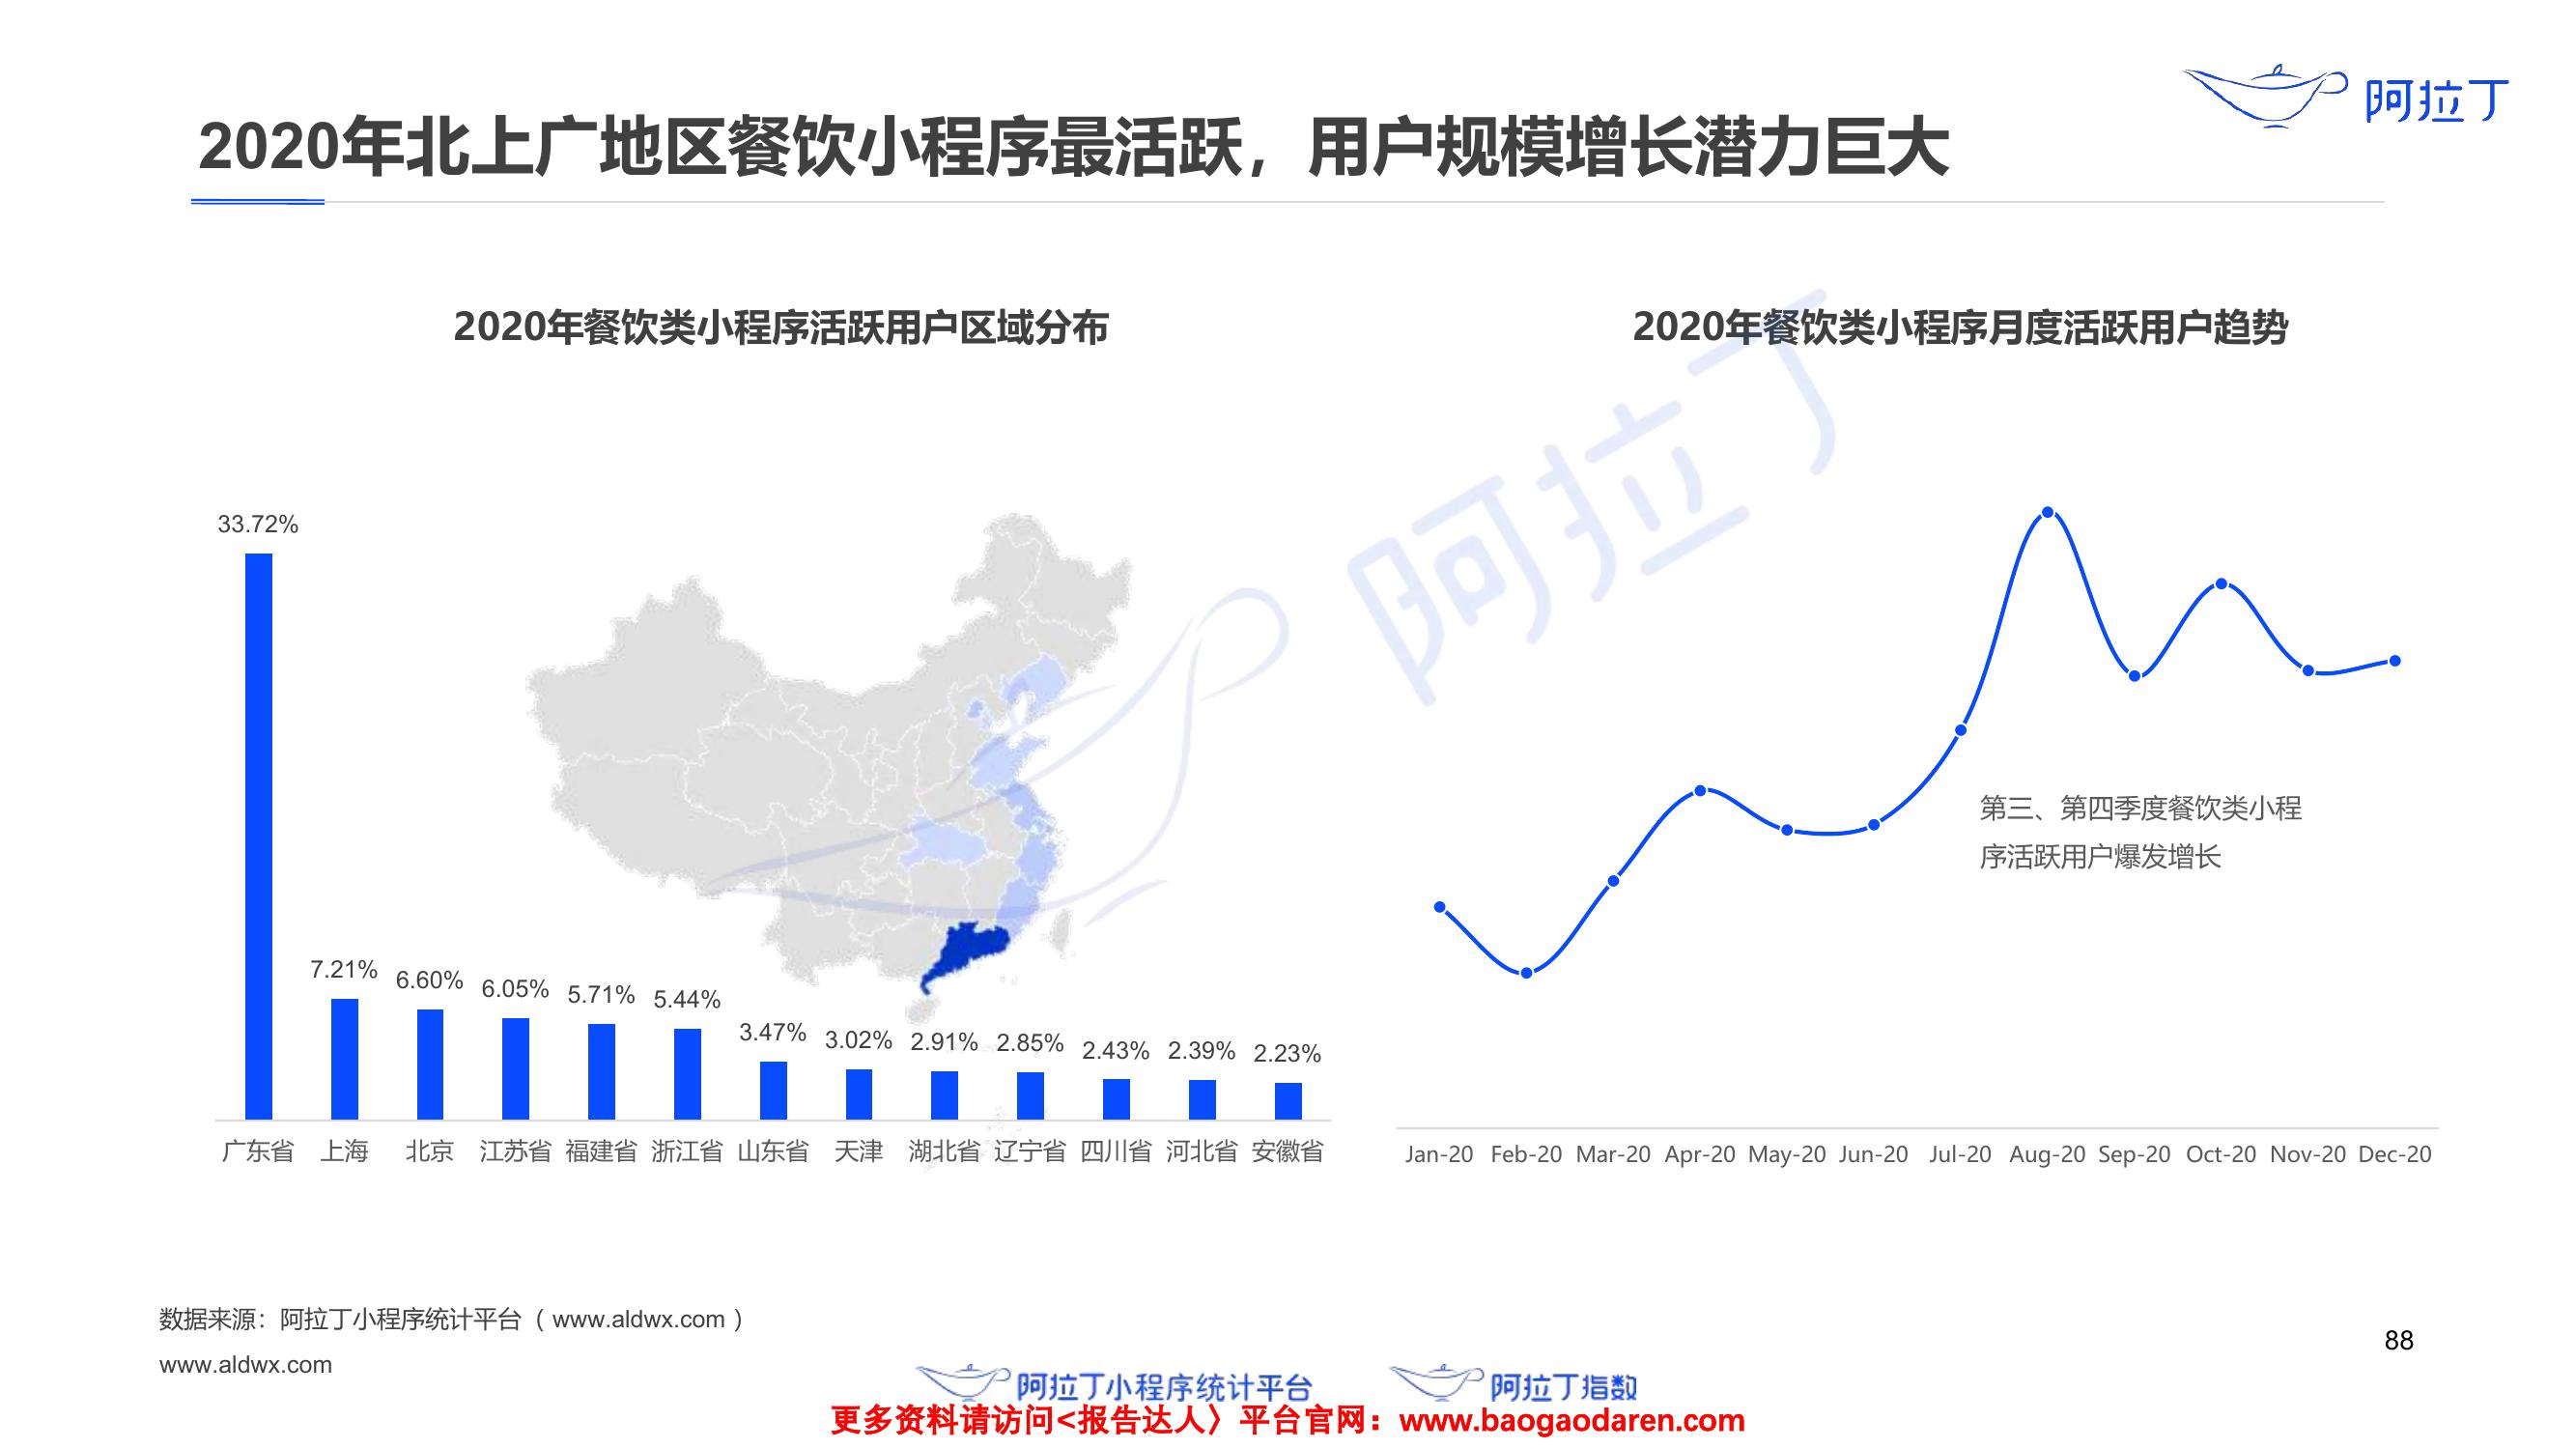 阿拉丁
2020年北上广地区餐饮小程序最活跃，用户规模增长潜力巨大
2020年餐饮类小程序活跃用户区域分布
33.72%
7.21%
6.60%
6.05%
5.71%
5.44%
3.47%
3.02%
2.91%
2.85%
2.43%
2.39%
2.23%
广东省 上海 北京 江苏省 福建省 浙江省 山东省 天津 湖北省 辽宁省 四川省 河北省 安徽省
2020年餐饮类小程序月度活跃用户趋势
阿拉丁
第三、第四季度餐饮类小程
序活跃用户爆发增长
Jan-20 Feb-20 Mar-20 Apr-20 May-20 Jun-20 Jul-20 Aug-20 Sep-20 Oct-20 Nov-20 Dec-20
数据来源：阿拉丁小程序统计平台（www.aldwx.com）
www.aldwx.com
88
阿拉丁小程序统计平台 阿拉丁指数
更多资料请访问<报告达人〉平台官网：www.baogaodaren.com